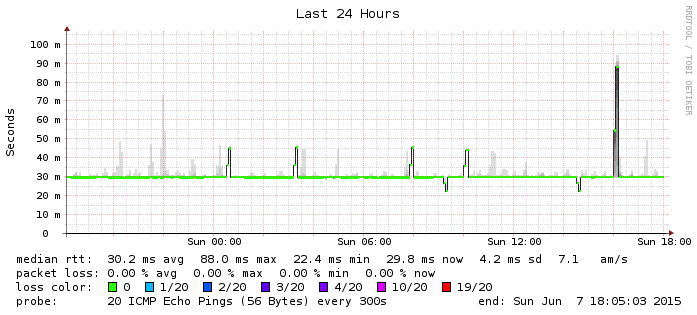 Last 24 Hours
RRDTOOL / TOBI OETIKER
Seconds
100 m
90 m
80 m
70 m
60 m
50 m
40 m
30 m
20 m
10 m
0
Sun 00:00 Sun 06:00 Sun 12:00 Sun 18:00
median rtt: 30.2 ms avg 88.0 ms max 22.4 ms min 29.8 ms now 4.2 ms sd 7.1 am/s
packet loss: 0.00 % avg 0.00 % max 0.00 % min 0.00 % now
loss color: 0 1/20 2/20 3/20 4/20 10/20 19/20
probe: 20 ICMP Echo Pings (56 Bytes) every 300s end: Sun Jun 7 18:05:03 2015